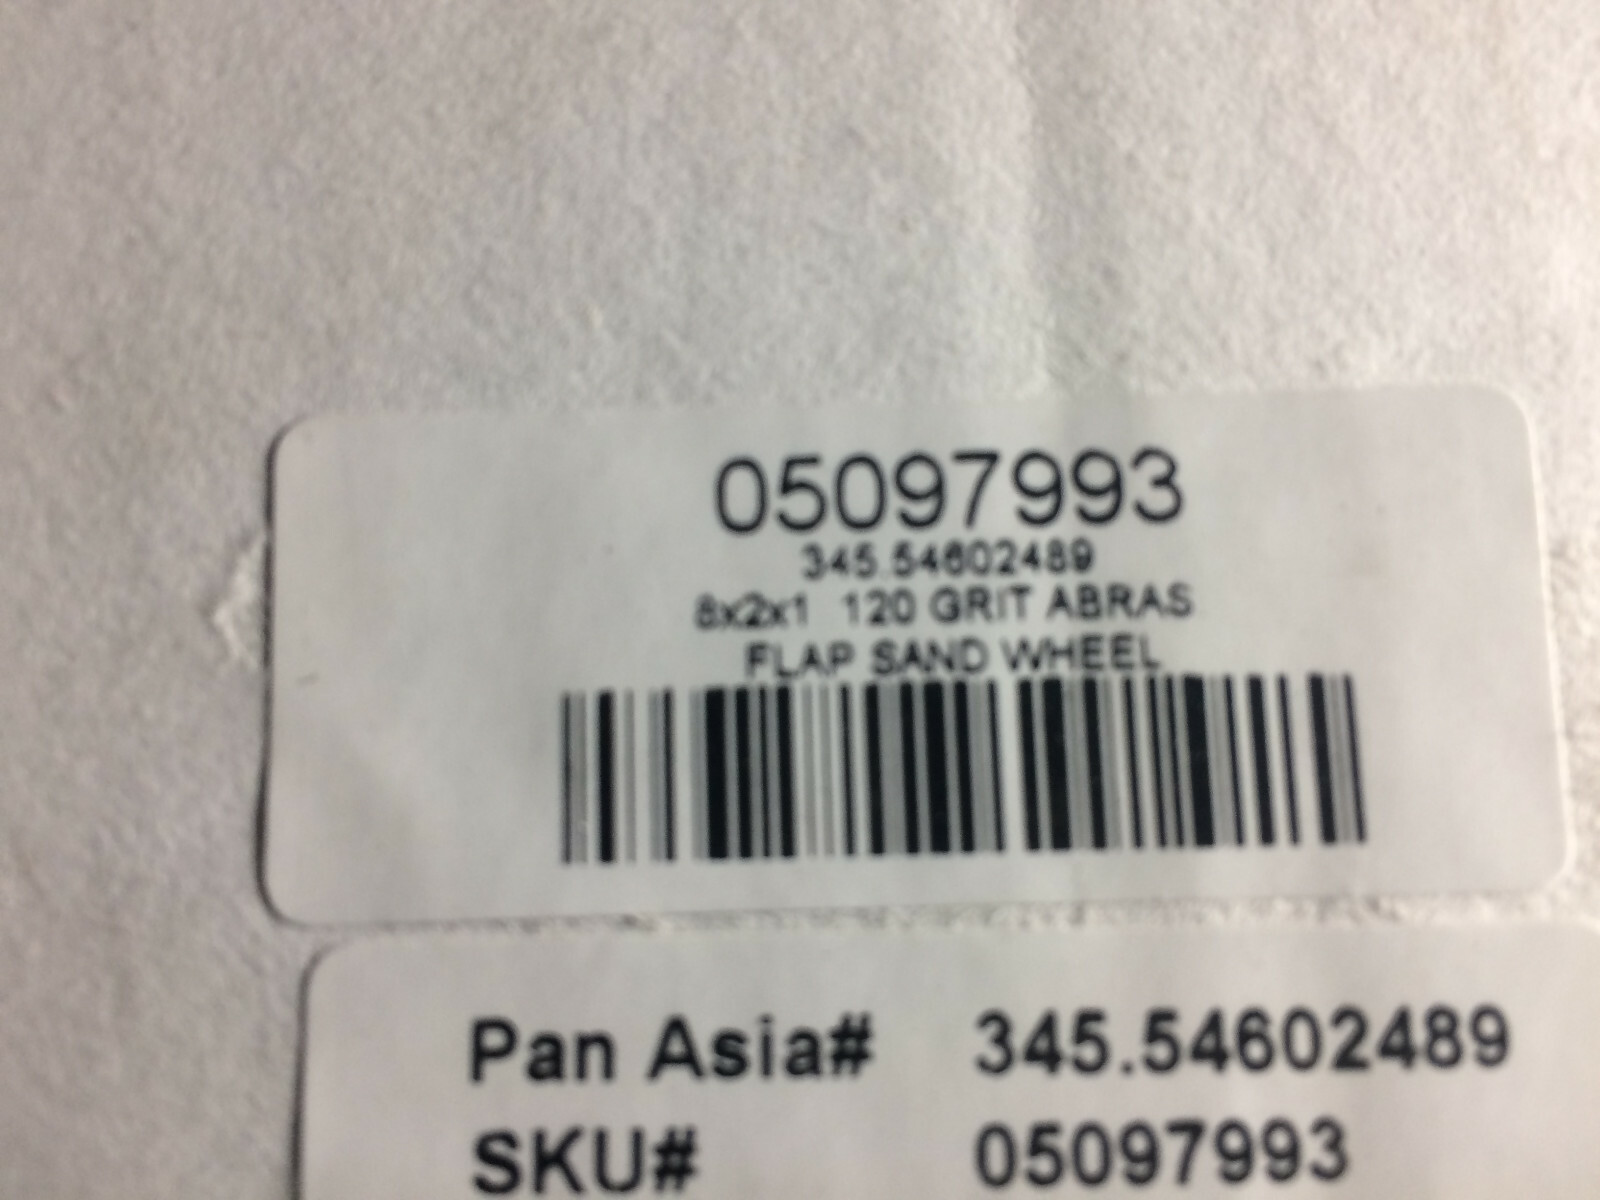 05097993
345.54602489
8x2x1 120 GRIT ABRAS
FLAP SAND WHEEL
Pan Asia# 345.54602489
SKU# 05097993